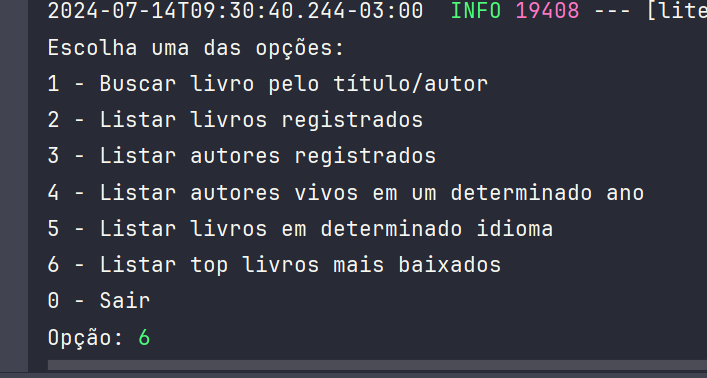 2024-07-14T09:30:40.244-03:00  INFO 19408 --- [lite
Escolha uma das opções:
1 - Buscar livro pelo título/autor
2 - Listar livros registrados
3 - Listar autores registrados
4 - Listar autores vivos em um determinado ano
5 - Listar livros em determinado idioma
6 - Listar top livros mais baixados
0 - Sair
Opção: 6